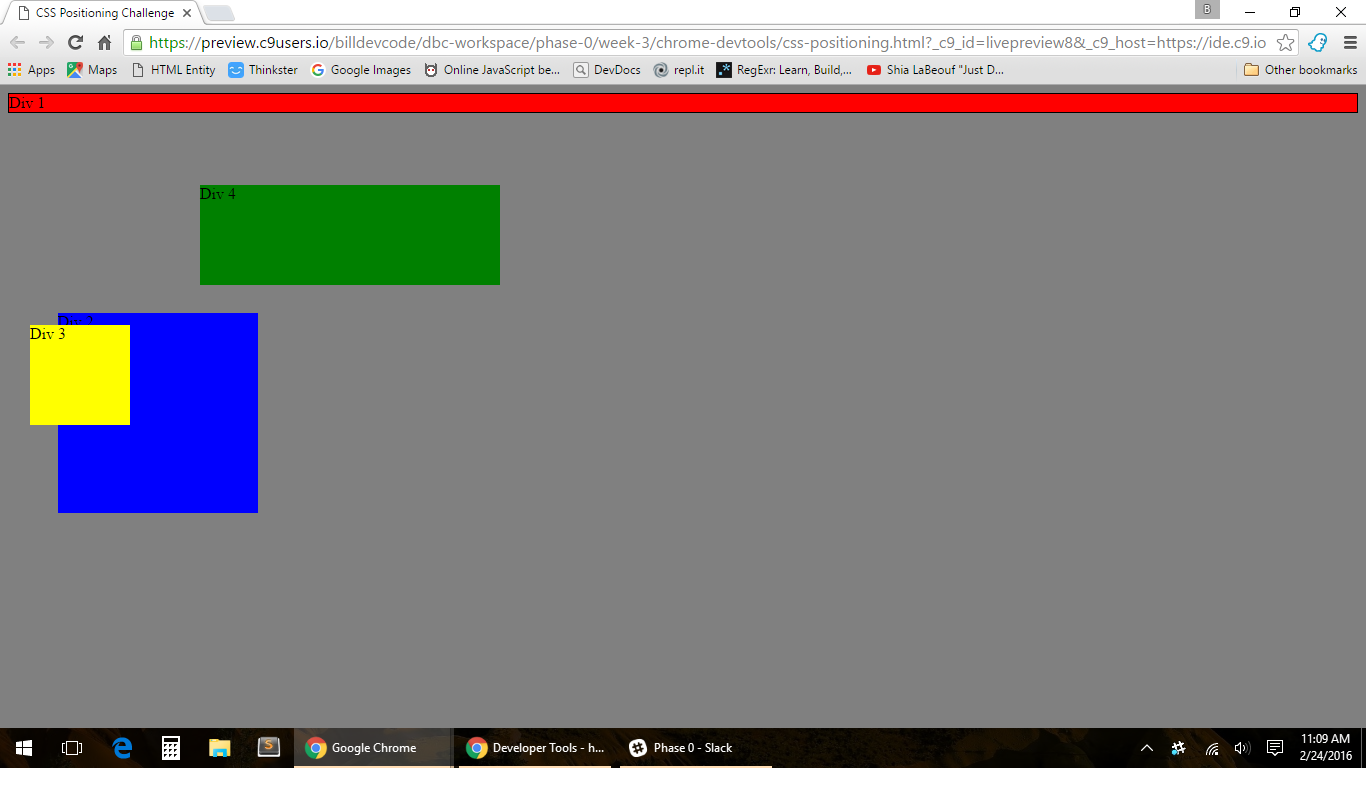 CSS Positioning Challenge
B
https://preview.c9users.io/billdevcode/dbc-workspace/phase-0/week-3/chrome-devtools/css-positioning.html?_c9_id=livepreview8&_c9_host=https://ide.c9.io
Apps Maps HTML Entity Thinkster Google Images Online JavaScript be... DevDocs repl.it RegExr: Learn, Build,... Shia LaBeouf "Just D... Other bookmarks
Div 1
Div 4
Div 2
Div 3
Google Chrome Developer Tools - h... Phase 0 - Slack
11:09 AM
2/24/2016